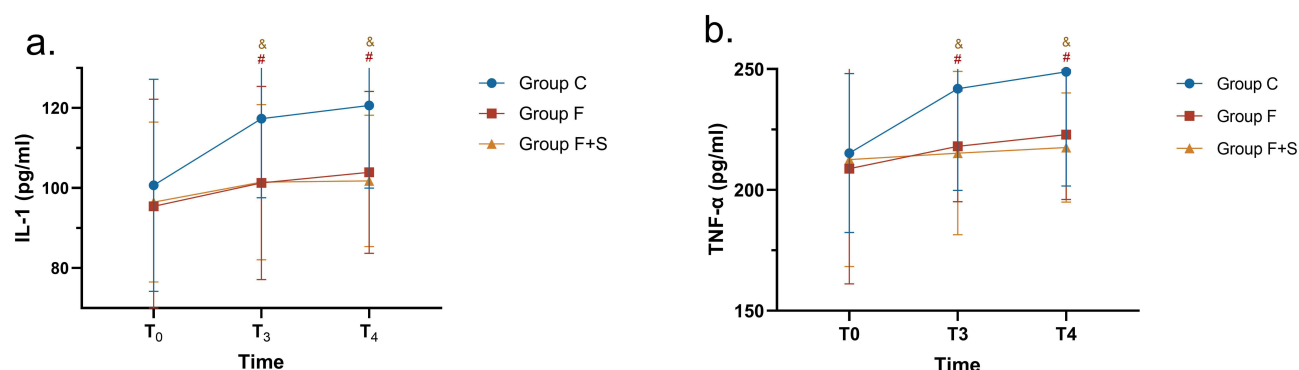 a.
& &
# #
120
100
80
IL-1 (pg/ml)
T₀ T₃ T₄
Time
Group C
Group F
Group F+S
b.
& &
# #
250
200
150
TNF-α (pg/ml)
T0 T3 T4
Time
Group C
Group F
Group F+S